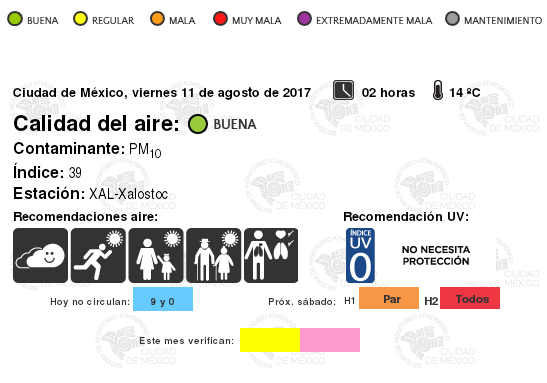 BUENA REGULAR MALA MUY MALA EXTREMADAMENTE MALA MANTENIMIENTO
Ciudad de México, viernes 11 de agosto de 2017 02 horas 14 ºC
Calidad del aire: BUENA
Contaminante: PM10
Índice: 39
Estación: XAL-Xalostoc
Recomendaciones aire: Recomendación UV:
ÍNDICE
UV
0
NO NECESITA
PROTECCIÓN
Hoy no circulan: 9 y 0 Próx. sábado: H1 Par H2 Todos
Este mes verifican: